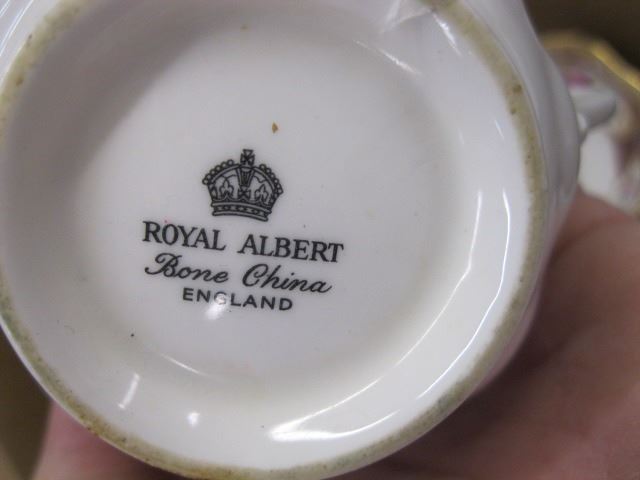 ROYAL ALBERT
Bone China
ENGLAND